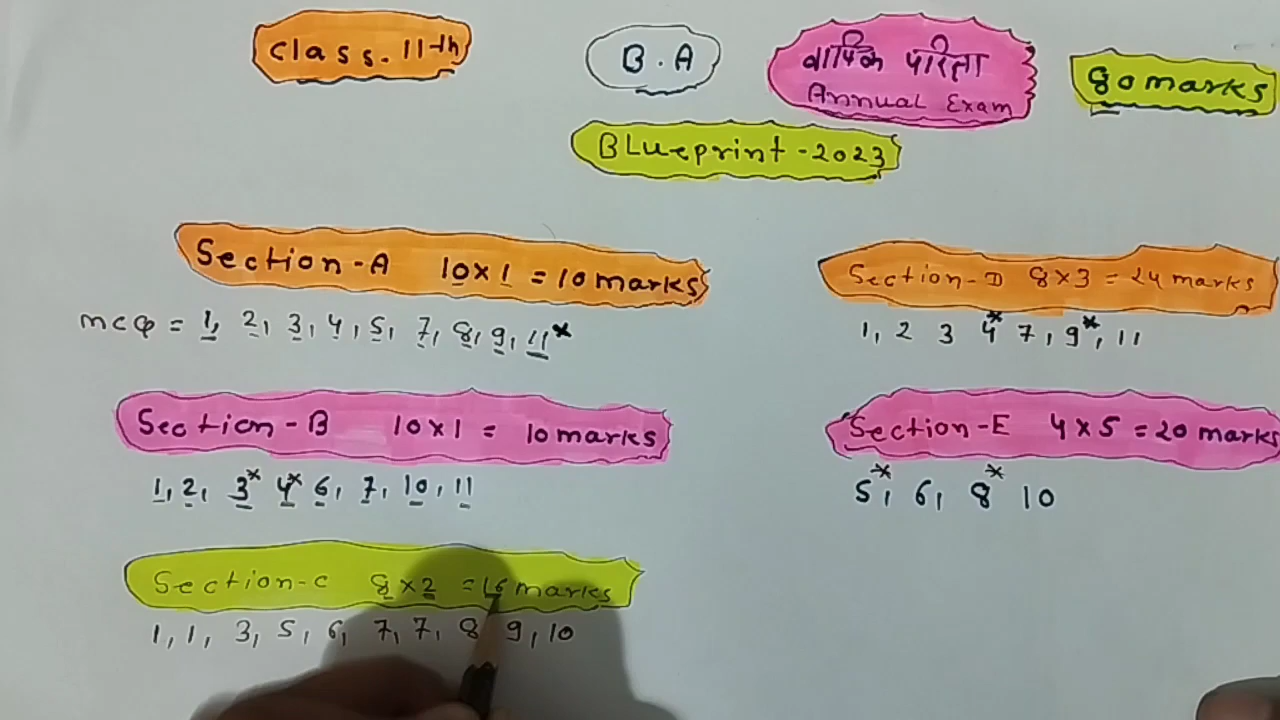 Class. 11th
B.A
वार्षिक परिक्षा
Annual Exam
80 marks
BLueprint - 2023
Section - A 10 x 1 = 10 marks
mcq = 1, 2, 3, 4, 5, 7, 8, 9, 11*
Section - B 10 x 1 = 10 marks
1, 2, 3* 4* 6, 7, 10, 11
Section - C 8 x 2 = 16 marks
1, 1, 3, 5, 6, 7, 7, 8 9, 10
Section - D 8 x 3 = 24 marks
1, 2 3 4* 7, 9*, 11
Section - E 4 x 5 = 20 marks
5*, 6, 8* 10